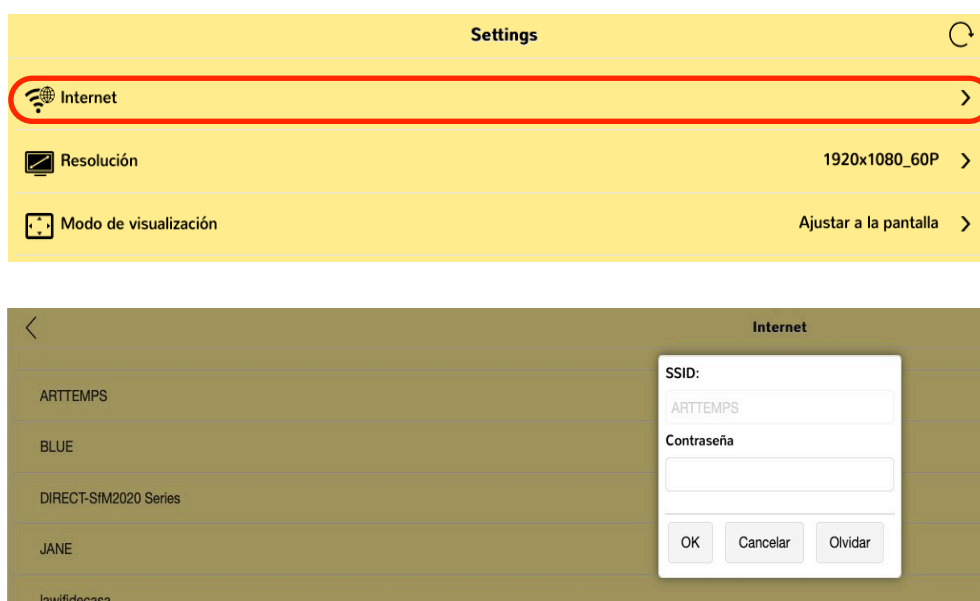 Settings
Internet
Resolución 1920x1080_60P
Modo de visualización Ajustar a la pantalla
Internet
SSID:
ARTTEMPS
ARTTEMPS
Contraseña
BLUE
DIRECT-SfM2020 Series
OK Cancelar Olvidar
JANE
lawifidecasa